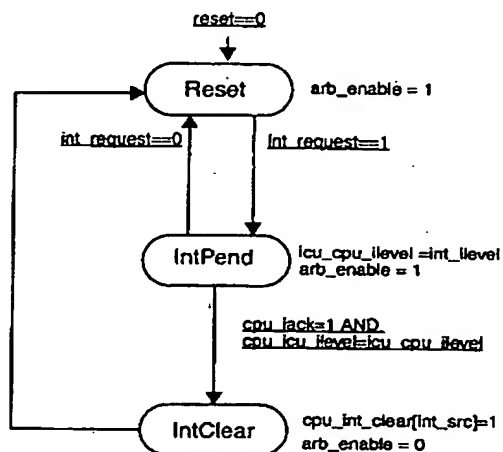 reset==0
Reset
arb_enable = 1
int_request==0
int_request==1
IntPend
icu_cpu_ilevel =int_ilevel
arb_enable = 1
cpu_iack=1 AND
cpu_icu_ilevel=icu_cpu_ilevel
IntClear
cpu_int_clear[int_src]=1
arb_enable = 0